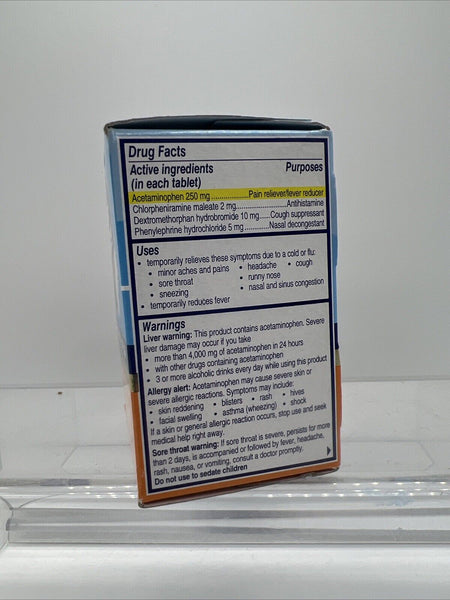 Drug Facts
Active ingredients Purposes
(in each tablet)
Acetaminophen 250 mg....................Pain reliever/fever reducer
Chlorpheniramine maleate 2 mg....................Antihistamine
Dextromethorphan hydrobromide 10 mg.....Cough suppressant
Phenylephrine hydrochloride 5 mg............Nasal decongestant
Uses
• temporarily relieves these symptoms due to a cold or flu:
• minor aches and pains • headache • cough
• sore throat • runny nose
• sneezing • nasal and sinus congestion
• temporarily reduces fever
Warnings
Liver warning: This product contains acetaminophen. Severe
liver damage may occur if you take
• more than 4,000 mg of acetaminophen in 24 hours
• with other drugs containing acetaminophen
• 3 or more alcoholic drinks every day while using this product
Allergy alert: Acetaminophen may cause severe skin or
severe allergic reactions. Symptoms may include:
• skin reddening • blisters • rash • hives
• facial swelling • asthma (wheezing) • shock
If a skin or general allergic reaction occurs, stop use and seek
medical help right away.
Sore throat warning: If sore throat is severe, persists for more
than 2 days, is accompanied or followed by fever, headache,
rash, nausea, or vomiting, consult a doctor promptly.
Do not use to sedate children